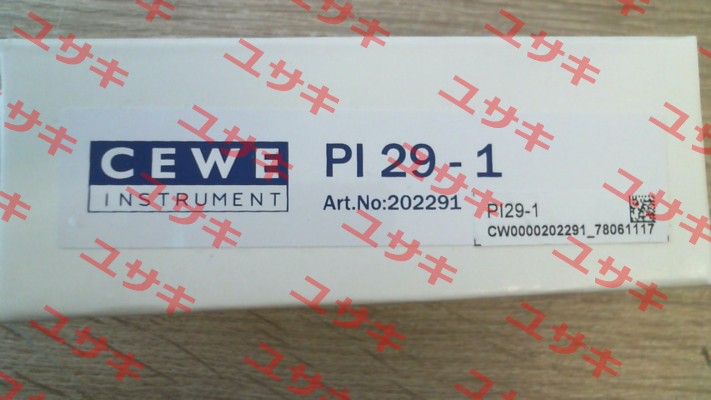 CEWE
INSTRUMENT
PI 29 - 1
Art.No:202291
PI29-1
CW0000202291_78061117
ユサキ